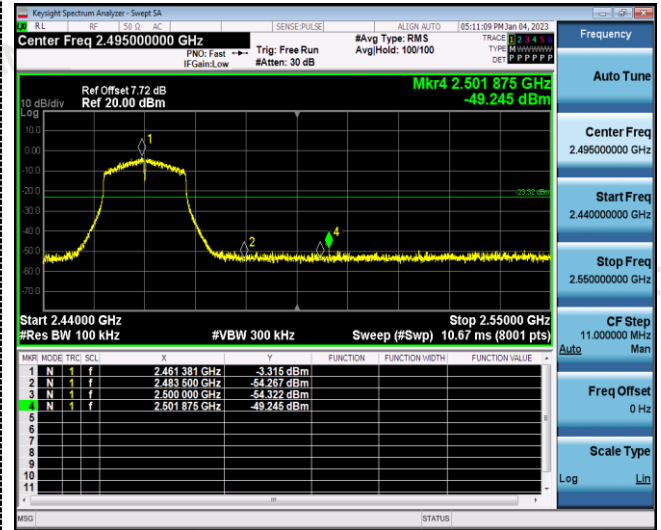 Keysight Spectrum Analyzer - Swept SA
RL RF 50 Ω AC SENSE:PULSE ALIGN AUTO 05:11:09 PM Jan 04, 2023
Center Freq 2.495000000 GHz
PNO: Fast
IFGain:Low
Trig: Free Run
#Atten: 30 dB
#Avg Type: RMS
Avg|Hold: 100/100
TRACE 1 2 3 4 5 6
TYPE M W W W W W
DET P P P P P P
Ref Offset 7.72 dB
10 dB/div Ref 20.00 dBm
Log
Mkr4 2.501 875 GHz
-49.245 dBm
10.0
0.00
-10.0
-20.0
-30.0
-40.0
-50.0
-60.0
-70.0
1
2
4
-23.32 dBm
Start 2.44000 GHz Stop 2.55000 GHz
#Res BW 100 kHz #VBW 300 kHz Sweep (#Swp) 10.67 ms (8001 pts)
MKR MODE TRC SCL X Y FUNCTION FUNCTION WIDTH FUNCTION VALUE
1 N 1 f 2.461 381 GHz -3.315 dBm
2 N 1 f 2.483 500 GHz -54.267 dBm
3 N 1 f 2.500 000 GHz -54.322 dBm
4 N 1 f 2.501 875 GHz -49.245 dBm
5
6
7
8
9
10
11
MSG STATUS
Frequency
Auto Tune
Center Freq
2.495000000 GHz
Start Freq
2.440000000 GHz
Stop Freq
2.550000000 GHz
CF Step
11.000000 MHz
Auto Man
Freq Offset
0 Hz
Scale Type
Log Lin